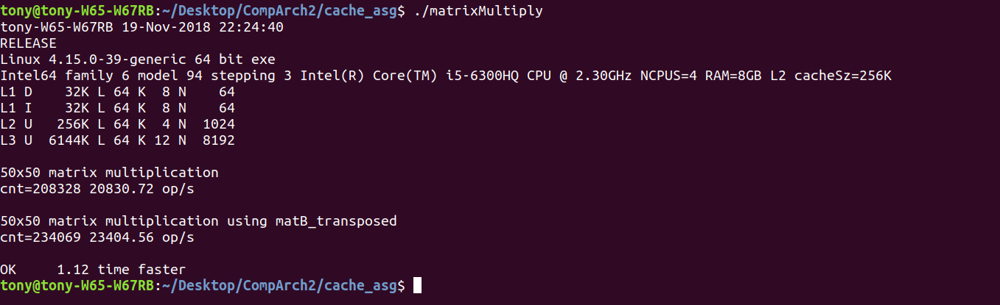 tony@tony-W65-W67RB:~/Desktop/CompArch2/cache_asg$ ./matrixMultiply
tony-W65-W67RB 19-Nov-2018 22:24:40
RELEASE
Linux 4.15.0-39-generic 64 bit exe
Intel64 family 6 model 94 stepping 3 Intel(R) Core(TM) i5-6300HQ CPU @ 2.30GHz NCPUS=4 RAM=8GB L2 cacheSz=256K
L1 D    32K L 64 K  8 N    64
L1 I    32K L 64 K  8 N    64
L2 U   256K L 64 K  4 N  1024
L3 U  6144K L 64 K 12 N  8192

50x50 matrix multiplication
cnt=208328 20830.72 op/s

50x50 matrix multiplication using matB_transposed
cnt=234069 23404.56 op/s

OK     1.12 time faster
tony@tony-W65-W67RB:~/Desktop/CompArch2/cache_asg$